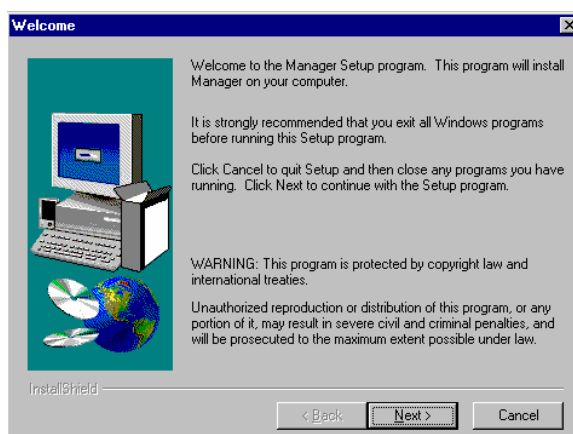 Welcome
Welcome to the Manager Setup program. This program will install
Manager on your computer.
It is strongly recommended that you exit all Windows programs
before running this Setup program.
Click Cancel to quit Setup and then close any programs you have
running. Click Next to continue with the Setup program.
WARNING: This program is protected by copyright law and
international treaties.
Unauthorized reproduction or distribution of this program, or any
portion of it, may result in severe civil and criminal penalties, and
will be prosecuted to the maximum extent possible under law.
InstallShield
< Back Next > Cancel